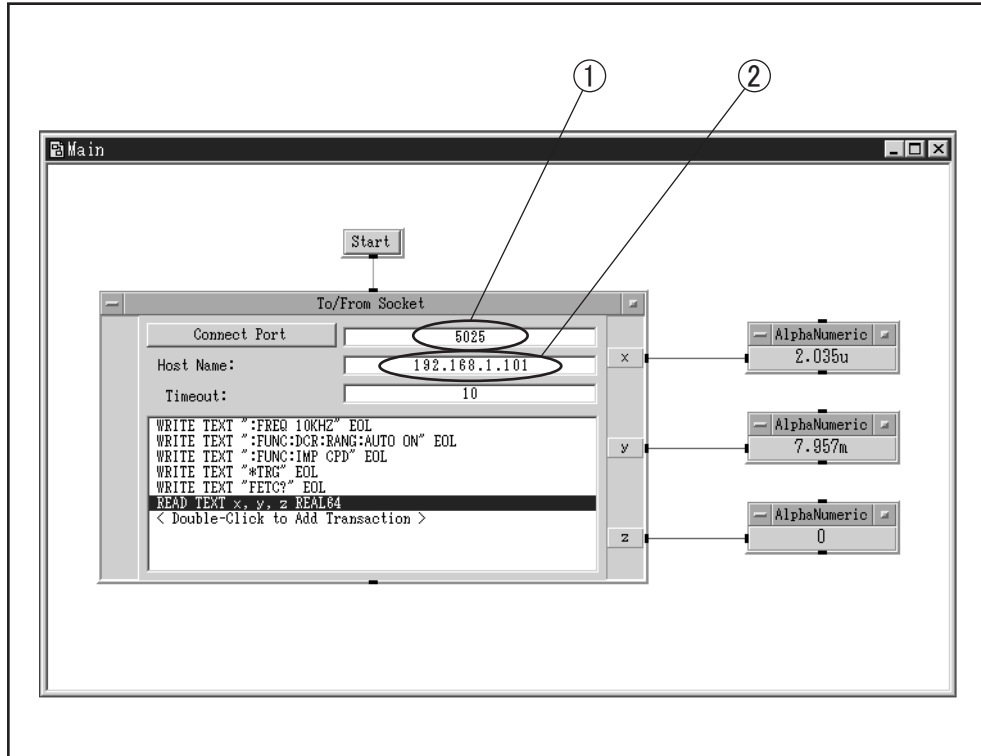 ① ②
Main
Start
To/From Socket
Connect Port 5025
Host Name: 192.168.1.101
Timeout: 10
WRITE TEXT ":FREQ 10KHZ" EOL
WRITE TEXT ":FUNC:DCR:RANG:AUTO ON" EOL
WRITE TEXT ":FUNC:IMP CPD" EOL
WRITE TEXT "*TRG" EOL
WRITE TEXT "FETC?" EOL
READ TEXT x, y, z REAL64
< Double-Click to Add Transaction >
x
y
z
AlphaNumeric
2.035u
AlphaNumeric
7.957m
AlphaNumeric
0